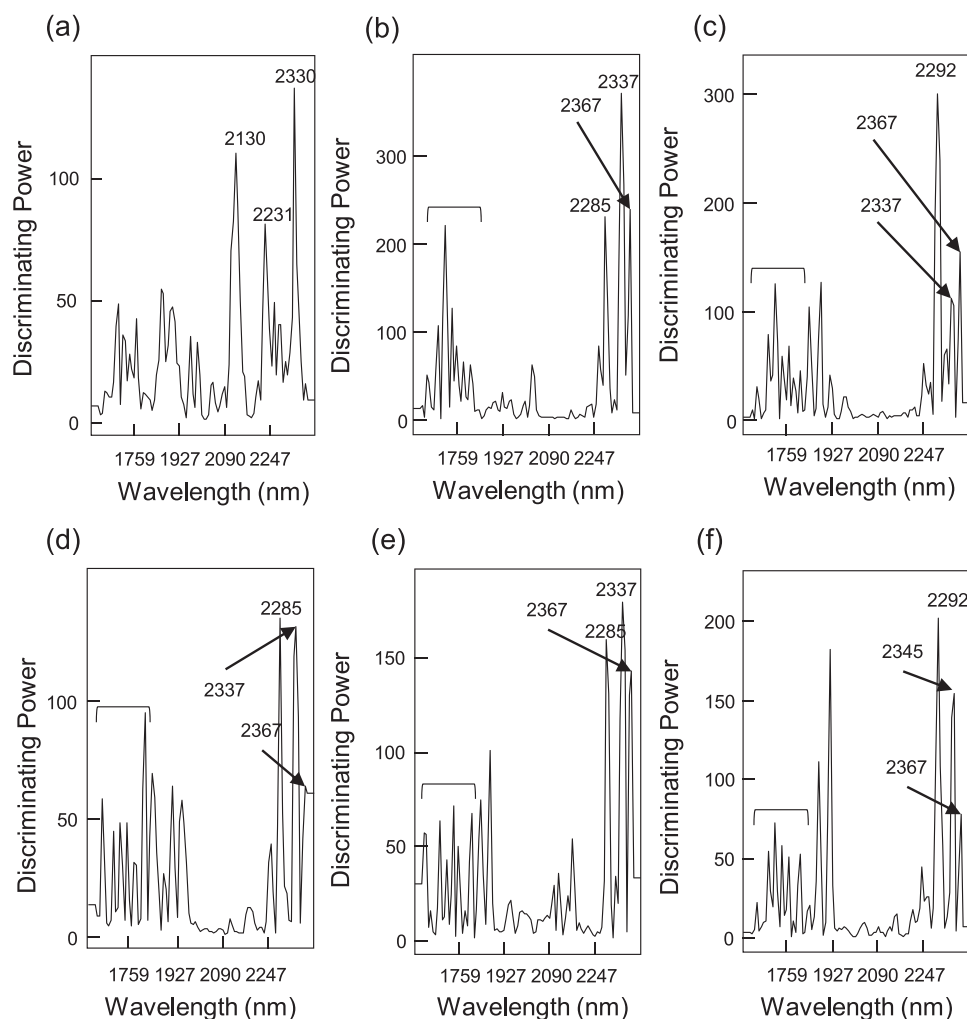 (a)
Discriminating Power
100
50
0
2130
2231
2330
1759 1927 2090 2247
Wavelength (nm)
(b)
Discriminating Power
300
200
100
0
2337
2367
2285
1759 1927 2090 2247
Wavelength (nm)
(c)
Discriminating Power
300
200
100
0
2292
2367
2337
1759 1927 2090 2247
Wavelength (nm)
(d)
Discriminating Power
100
50
0
2285
2337
2367
1759 1927 2090 2247
Wavelength (nm)
(e)
Discriminating Power
150
100
50
0
2337
2367
2285
1759 1927 2090 2247
Wavelength (nm)
(f)
Discriminating Power
200
150
100
50
0
2292
2345
2367
1759 1927 2090 2247
Wavelength (nm)